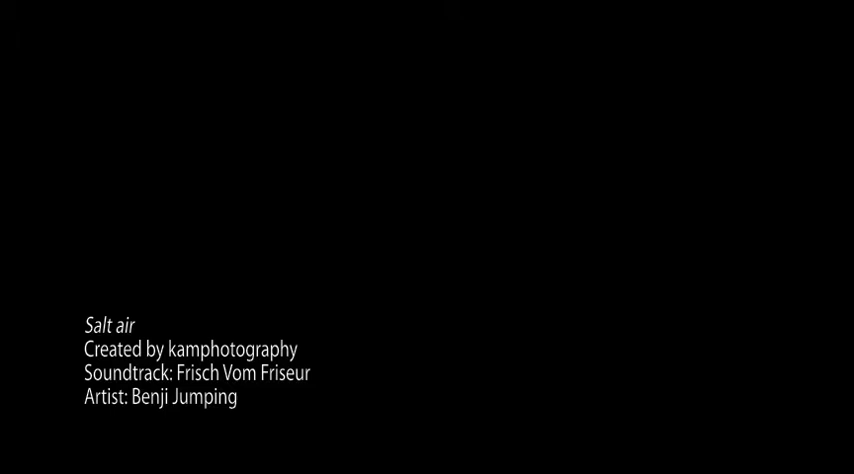 Salt air
Created by kamphotography
Soundtrack: Frisch Vom Friseur
Artist: Benji Jumping